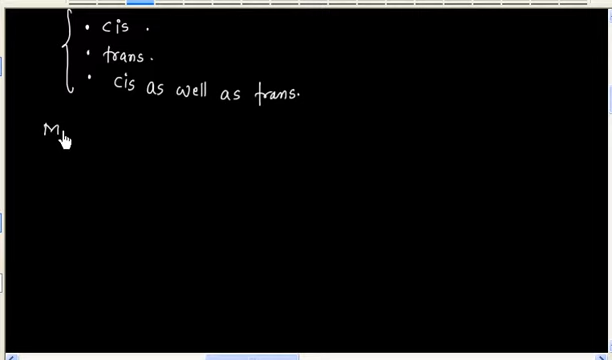 • cis .
• trans.
• cis as well as trans.
M